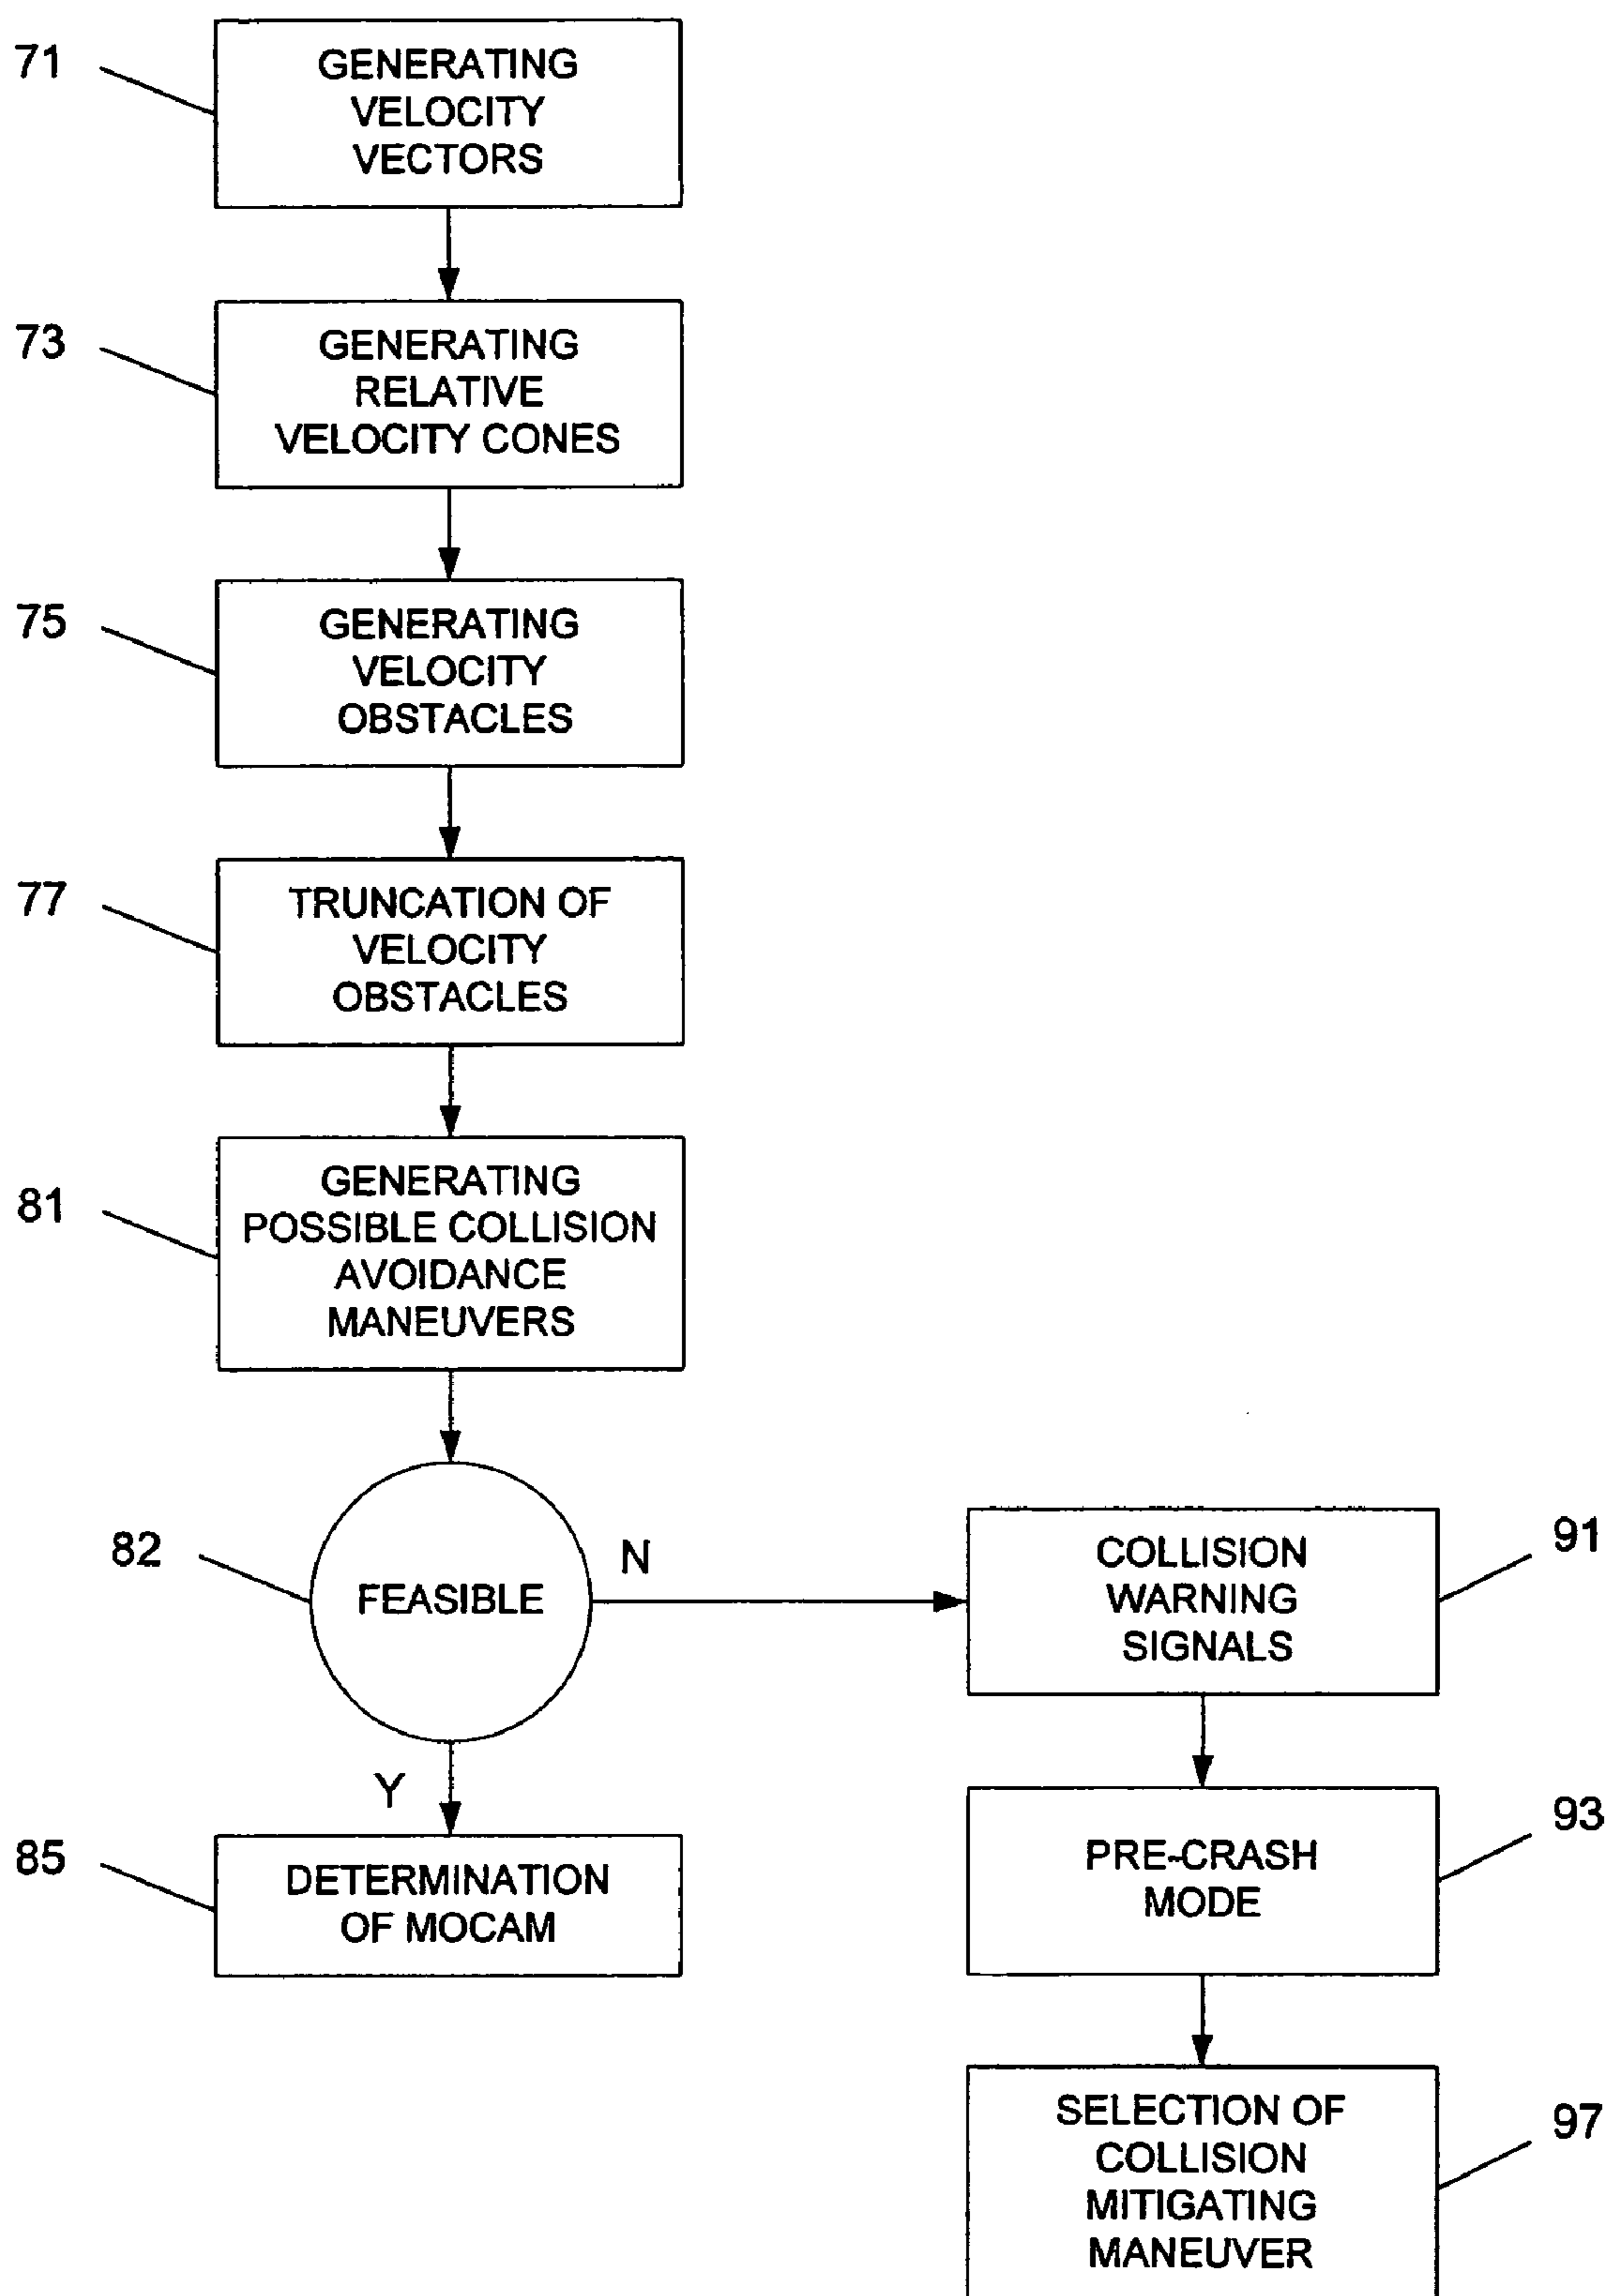 71
GENERATING
VELOCITY
VECTORS
73
GENERATING
RELATIVE
VELOCITY CONES
75
GENERATING
VELOCITY
OBSTACLES
77
TRUNCATION OF
VELOCITY
OBSTACLES
81
GENERATING
POSSIBLE COLLISION
AVOIDANCE
MANEUVERS
82
FEASIBLE
N
Y
85
DETERMINATION
OF MOCAM
91
COLLISION
WARNING
SIGNALS
93
PRE-CRASH
MODE
97
SELECTION OF
COLLISION
MITIGATING
MANEUVER